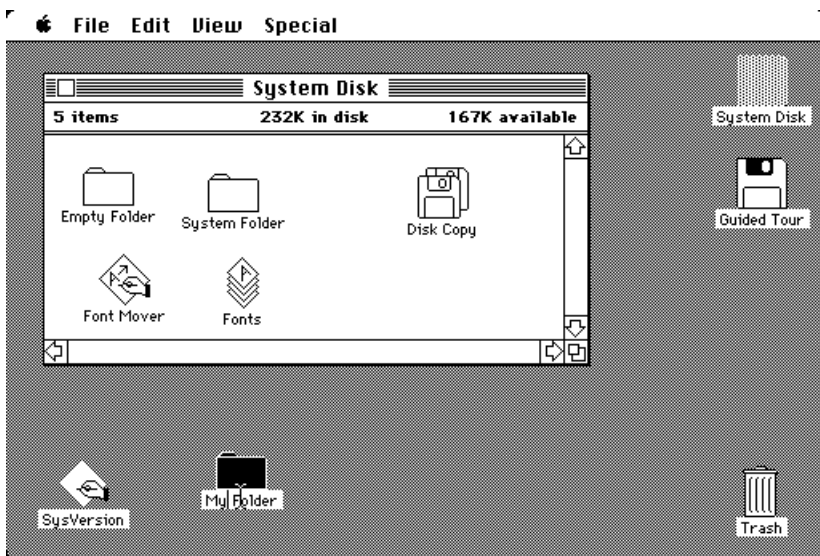 File Edit View Special
System Disk
5 items 232K in disk 167K available
System Disk
Empty Folder System Folder Disk Copy
Guided Tour
Font Mover Fonts
My Folder
SysVersion
Trash